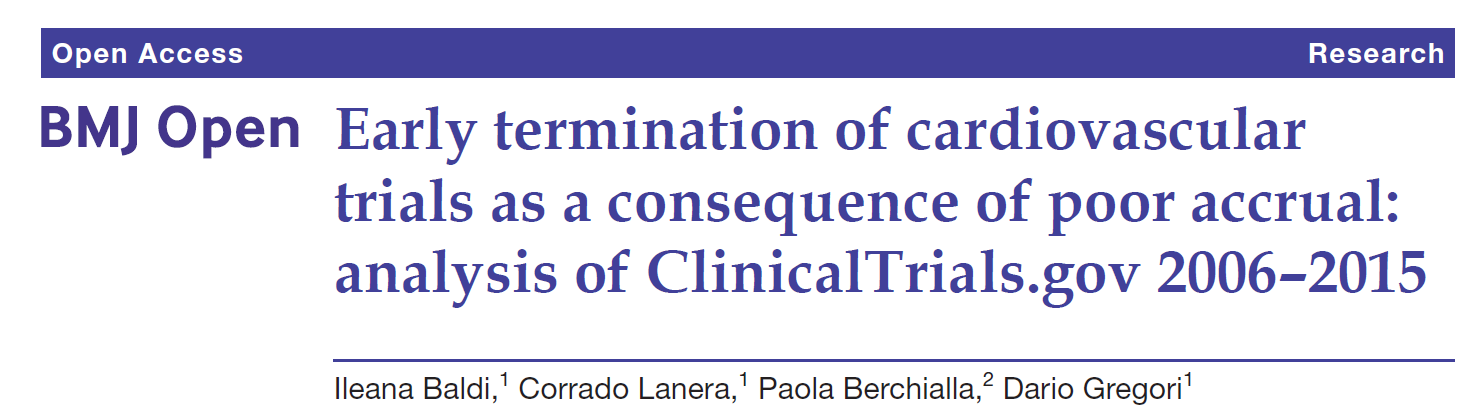 Open Access
Research
BMJ Open
Early termination of cardiovascular
trials as a consequence of poor accrual:
analysis of ClinicalTrials.gov 2006–2015
Ileana Baldi,1 Corrado Lanera,1 Paola Berchialla,2 Dario Gregori1